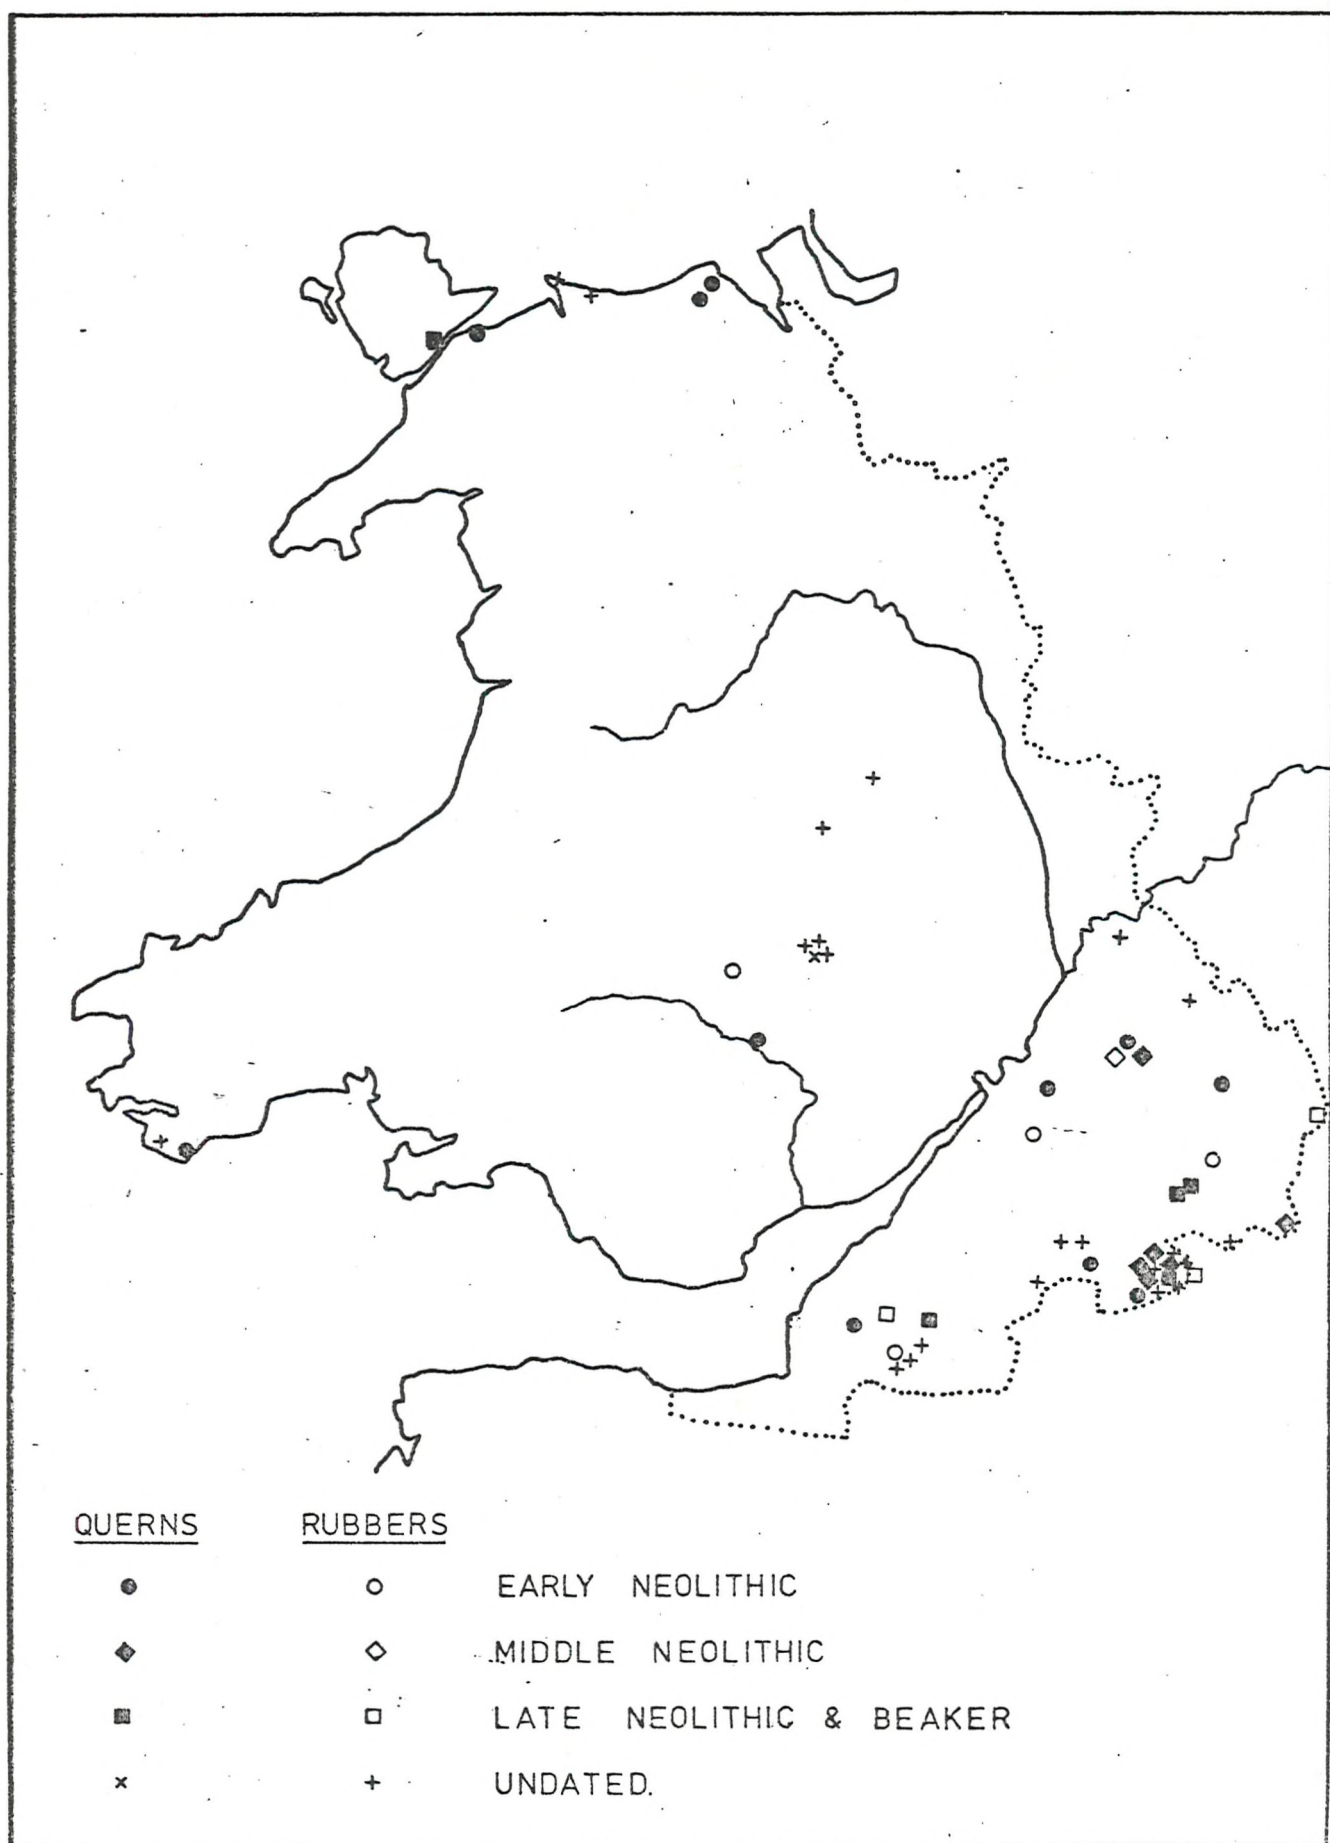 QUERNS RUBBERS
EARLY NEOLITHIC
MIDDLE NEOLITHIC
LATE NEOLITHIC & BEAKER
UNDATED.